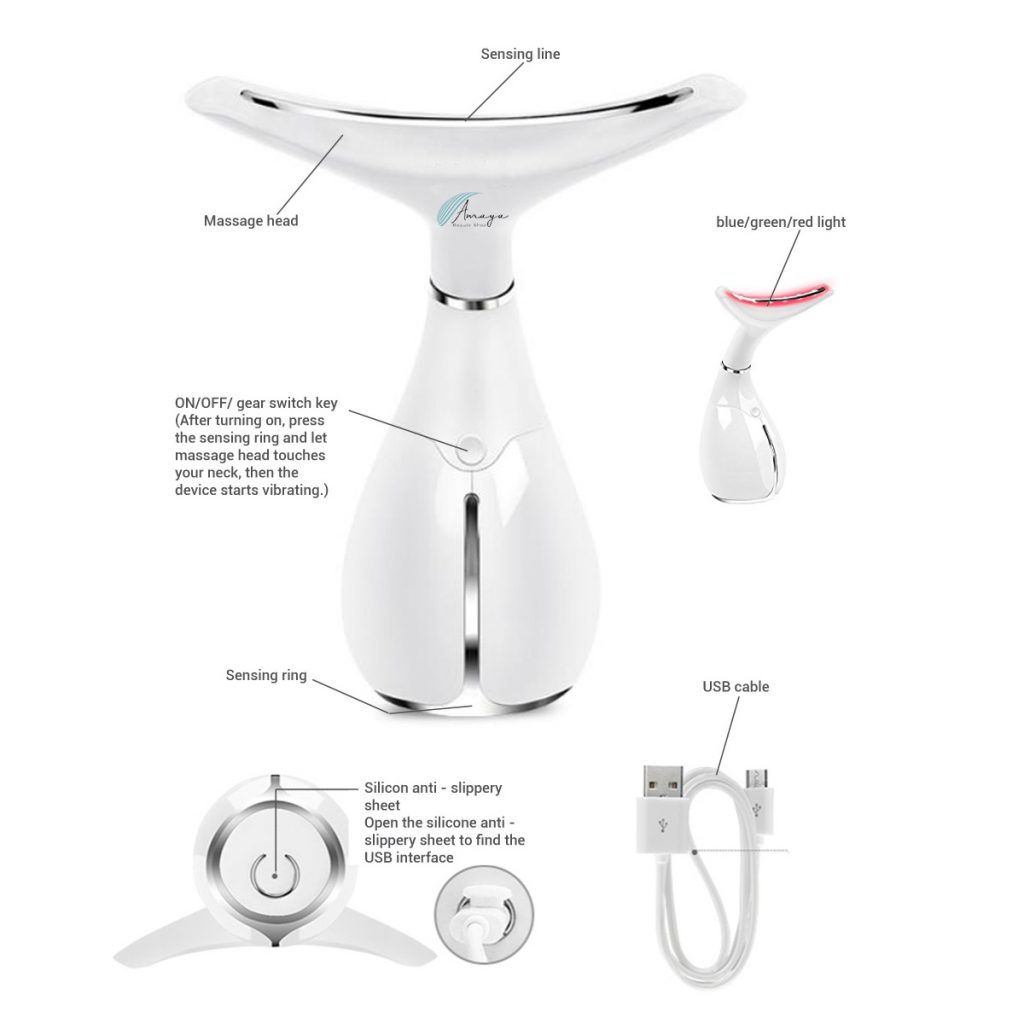 Sensing line
Massage head
Amaya
blue/green/red light
ON/OFF/ gear switch key
(After turning on, press
the sensing ring and let
massage head touches
your neck, then the
device starts vibrating.)
Sensing ring
USB cable
Silicon anti - slippery
sheet
Open the silicone anti -
slippery sheet to find the
USB interface